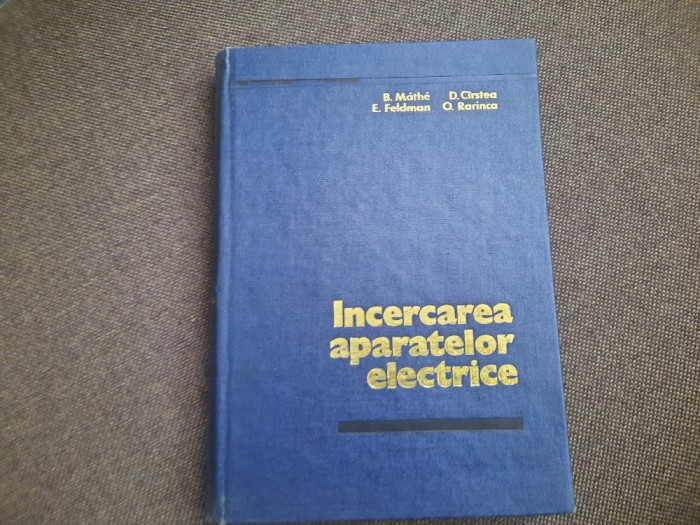 B. Máthé D. Cîrstea
E. Feldman O. Rarinca
Incercarea
aparatelor
electrice